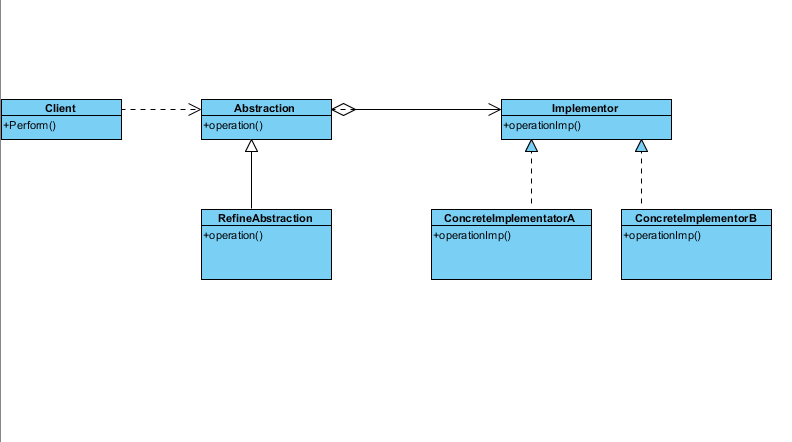 Client
+Perform()
Abstraction
+operation()
Implementor
+operationImp()
RefineAbstraction
+operation()
ConcreteImplementatorA
+operationImp()
ConcreteImplementorB
+operationImp()